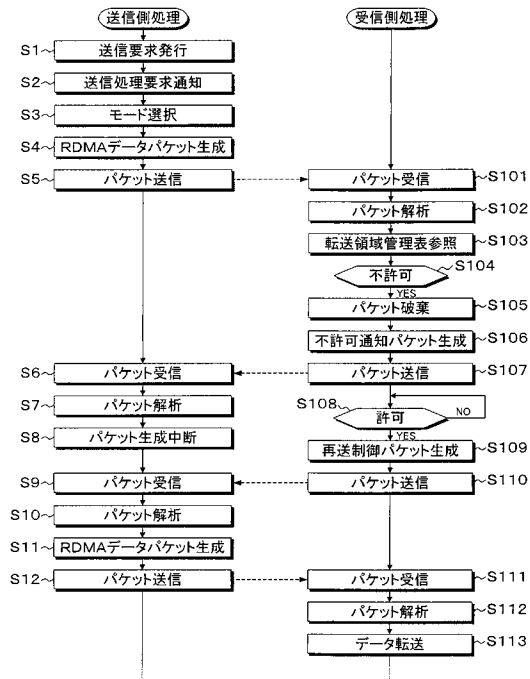 送信側処理
受信側処理
S1
送信要求発行
S2
送信処理要求通知
S3
モード選択
S4
RDMAデータパケット生成
S5
パケット送信
パケット受信
S101
パケット解析
S102
転送領域管理表参照
S103
不許可
S104
YES
パケット破棄
S105
不許可通知パケット生成
S106
S6
パケット受信
パケット送信
S107
S7
パケット解析
S108
許可
NO
S8
パケット生成中断
YES
再送制御パケット生成
S109
S9
パケット受信
パケット送信
S110
S10
パケット解析
S11
RDMAデータパケット生成
S12
パケット送信
パケット受信
S111
パケット解析
S112
データ転送
S113